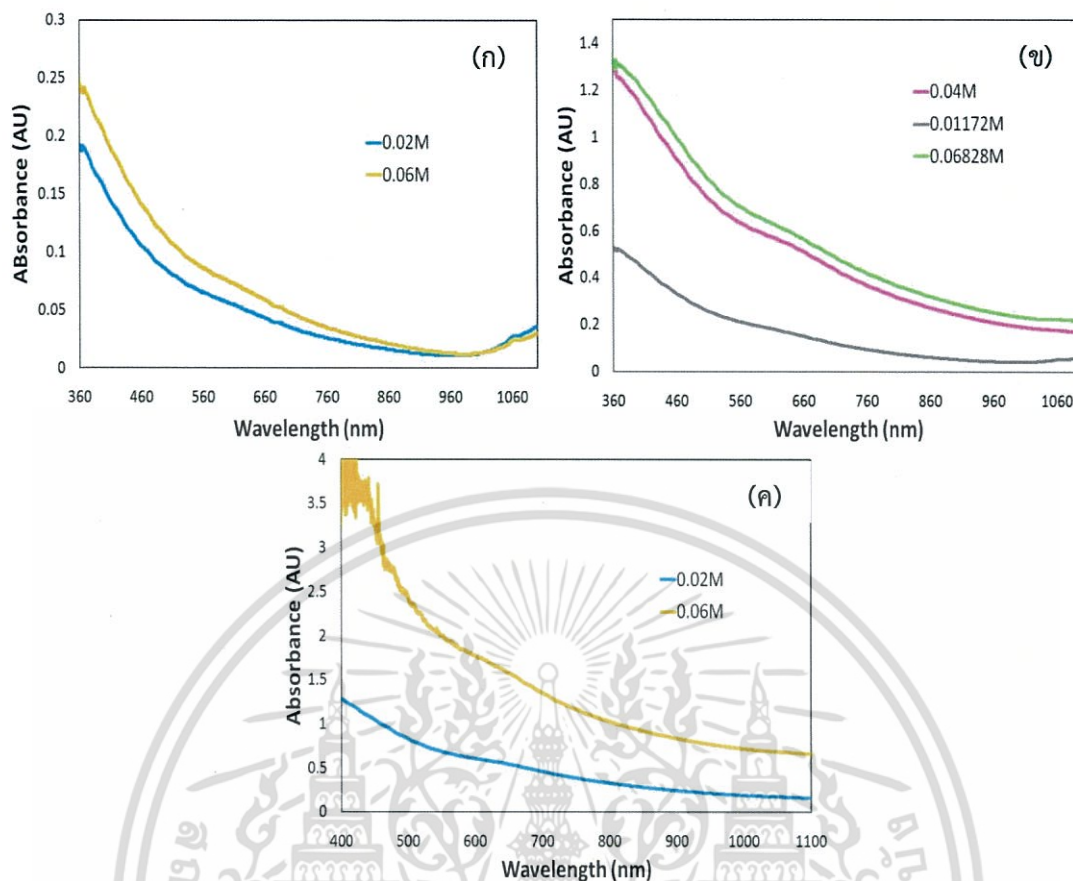 (ก)
0.3
0.25
0.2
0.15
0.1
0.05
0
ABsorbance (AU)
0.02M
0.06M
360 460 560 660 760 860 960 1060
Wavelength (nm)
(ข)
1.4
1.2
1
0.8
0.6
0.4
0.2
0
Absorbance (AU)
0.04M
0.01172M
0.06828M
360 460 560 660 760 860 960 1060
Wavelength (nm)
(ค)
4
3.5
3
2.5
2
1.5
1
0.5
0
Absorbance (AU)
0.02M
0.06M
400 500 600 700 800 900 1000 1100
Wavelength (nm)